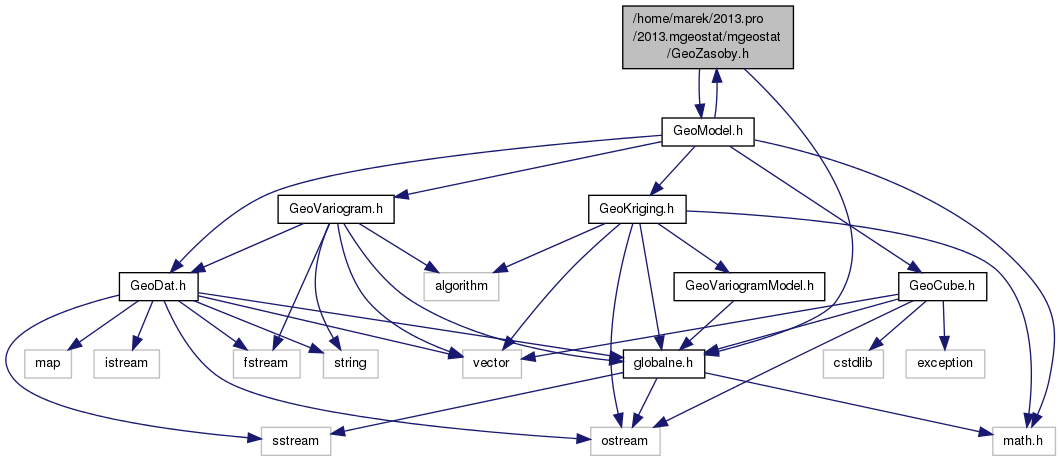 /home/marek/2013.pro
/2013.mgeostat/mgeostat
/GeoZasoby.h
GeoModel.h
GeoVariogram.h
GeoKriging.h
GeoDat.h
algorithm
GeoVariogramModel.h
GeoCube.h
map
istream
fstream
string
vector
globalne.h
cstdlib
exception
sstream
ostream
math.h